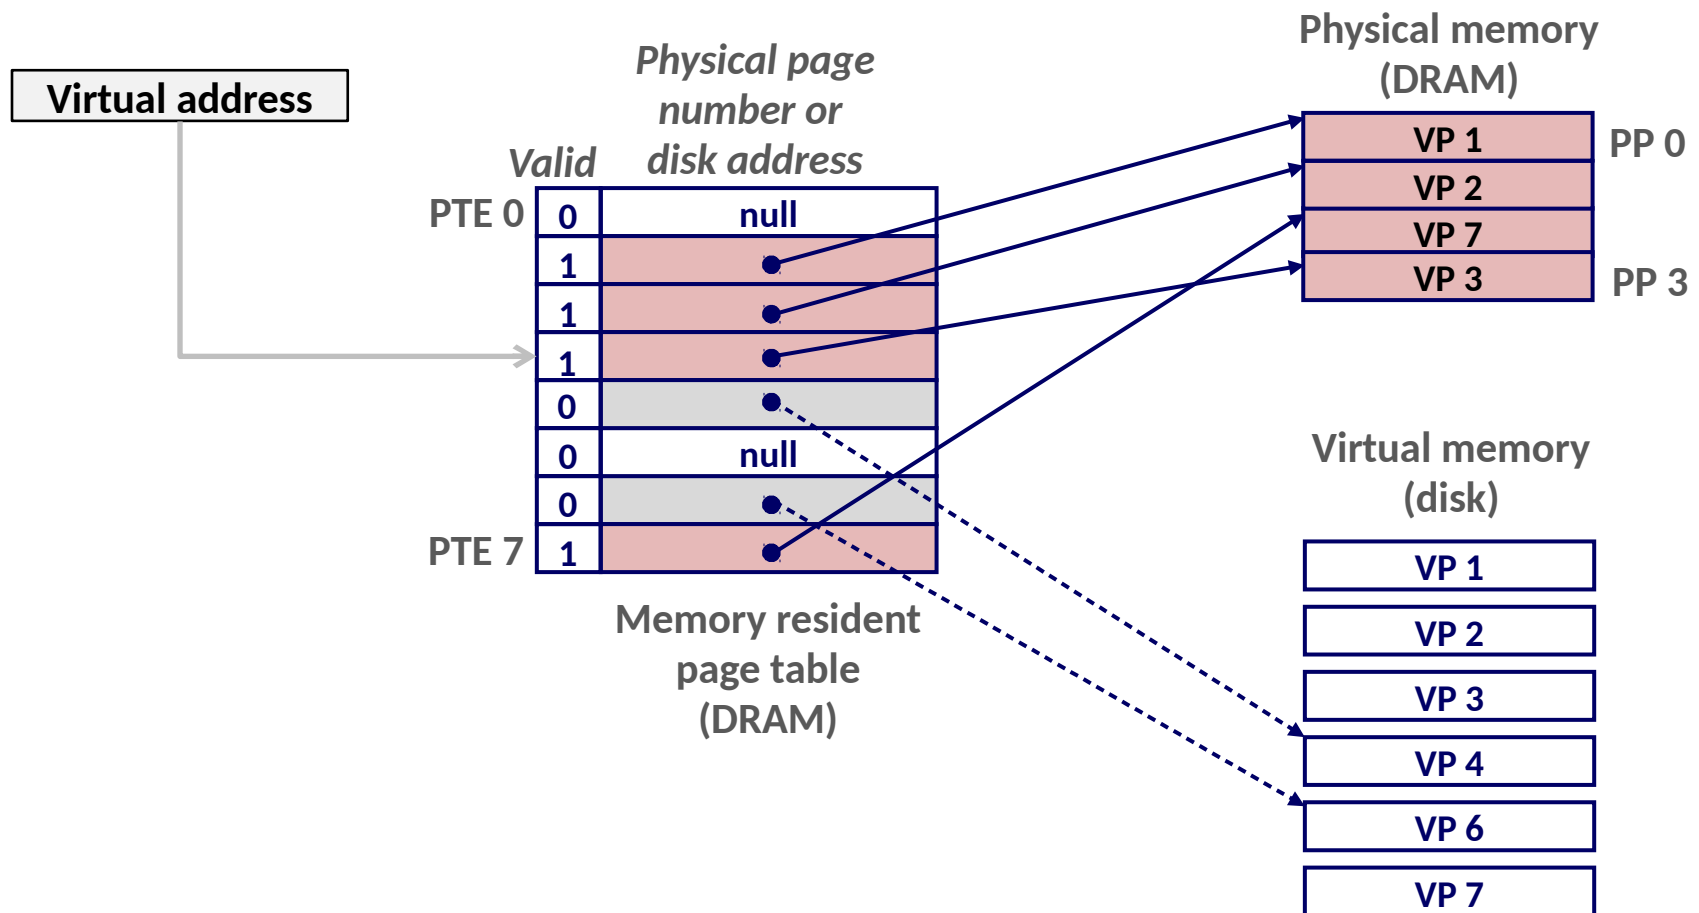 Virtual address
Physical page
number or
disk address
Valid
PTE 0
0
null
1
1
1
0
0
null
0
PTE 7
1
Memory resident
page table
(DRAM)
Physical memory
(DRAM)
VP 1
PP 0
VP 2
VP 7
VP 3
PP 3
Virtual memory
(disk)
VP 1
VP 2
VP 3
VP 4
VP 6
VP 7